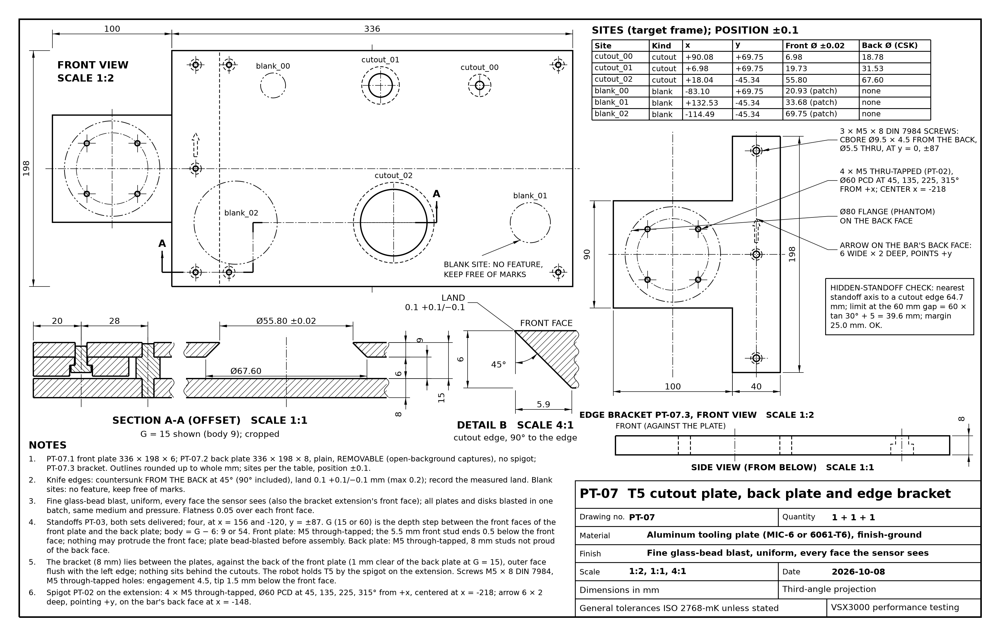 100
336
198
FRONT VIEW
SCALE 1:2
blank_00
cutout_01
cutout_00
cutout_02
blank_02
blank_01
A
A
BLANK SITE: NO FEATURE,
KEEP FREE OF MARKS
SITES (target frame); POSITION ±0.1
Site Kind x y Front Ø ±0.02 Back Ø (CSK)
cutout_00 cutout +90.08 +69.75 6.98 18.78
cutout_01 cutout +6.98 +69.75 19.73 31.53
cutout_02 cutout +18.04 -45.34 55.80 67.60
blank_00 blank -83.10 +69.75 20.93 (patch) none
blank_01 blank +132.53 -45.34 33.68 (patch) none
blank_02 blank -114.49 -45.34 69.75 (patch) none
3 × M5 × 8 DIN 7984 SCREWS:
CBORE Ø9.5 × 4.5 FROM THE BACK,
Ø5.5 THRU, AT y = 0, ±87
4 × M5 THRU-TAPPED (PT-02),
Ø60 PCD AT 45, 135, 225, 315°
FROM +x; CENTER x = -218
Ø80 FLANGE (PHANTOM)
ON THE BACK FACE
ARROW ON THE BAR'S BACK FACE:
6 WIDE × 2 DEEP, POINTS +y
90
198
100
40
HIDDEN-STANDOFF CHECK: nearest
standoff axis to a cutout edge 64.7
mm; limit at the 60 mm gap = 60 ×
tan 30° + 5 = 39.6 mm; margin
25.0 mm. OK.
EDGE BRACKET PT-07.3, FRONT VIEW SCALE 1:2
FRONT (AGAINST THE PLATE)
8
SIDE VIEW (FROM BELOW) SCALE 1:1
20
28
Ø55.80 ±0.02
Ø67.60
9
6
15
8
SECTION A-A (OFFSET) SCALE 1:1
G = 15 shown (body 9); cropped
LAND
0.1 +0.1/−0.1
FRONT FACE
6
45°
5.9
DETAIL B SCALE 4:1
cutout edge, 90° to the edge
NOTES
1. PT-07.1 front plate 336 × 198 × 6; PT-07.2 back plate 336 × 198 × 8, plain, REMOVABLE (open-background captures), no spigot;
PT-07.3 bracket. Outlines rounded up to whole mm; sites per the table, position ±0.1.
2. Knife edges: countersunk FROM THE BACK at 45° (90° included), land 0.1 +0.1/−0.1 mm (max 0.2); record the measured land. Blank
sites: no feature, keep free of marks.
3. Fine glass-bead blast, uniform, every face the sensor sees (also the bracket extension's front face); all plates and disks blasted in one
batch, same medium and pressure. Flatness 0.05 over each front face.
4. Standoffs PT-03, both sets delivered; four, at x = 156 and -120, y = ±87. G (15 or 60) is the depth step between the front faces of the
front plate and the back plate; body = G − 6: 9 or 54. Front plate: M5 through-tapped; the 5.5 mm front stud ends 0.5 below the front
face; nothing may protrude the front face; plate bead-blasted before assembly. Back plate: M5 through-tapped, 8 mm studs not proud
of the back face.
5. The bracket (8 mm) lies between the plates, against the back of the front plate (1 mm clear of the back plate at G = 15), outer face
flush with the left edge; nothing sits behind the cutouts. The robot holds T5 by the spigot on the extension. Screws M5 × 8 DIN 7984,
M5 through-tapped holes: engagement 4.5, tip 1.5 mm below the front face.
6. Spigot PT-02 on the extension: 4 × M5 through-tapped, Ø60 PCD at 45, 135, 225, 315° from +x, centered at x = -218; arrow 6 × 2
deep, pointing +y, on the bar's back face at x = -148.
PT-07 T5 cutout plate, back plate and edge bracket
Drawing no. PT-07 Quantity 1 + 1 + 1
Material Aluminum tooling plate (MIC-6 or 6061-T6), finish-ground
Finish Fine glass-bead blast, uniform, every face the sensor sees
Scale 1:2, 1:1, 4:1 Date 2026-10-08
Dimensions in mm Third-angle projection
General tolerances ISO 2768-mK unless stated VSX3000 performance testing